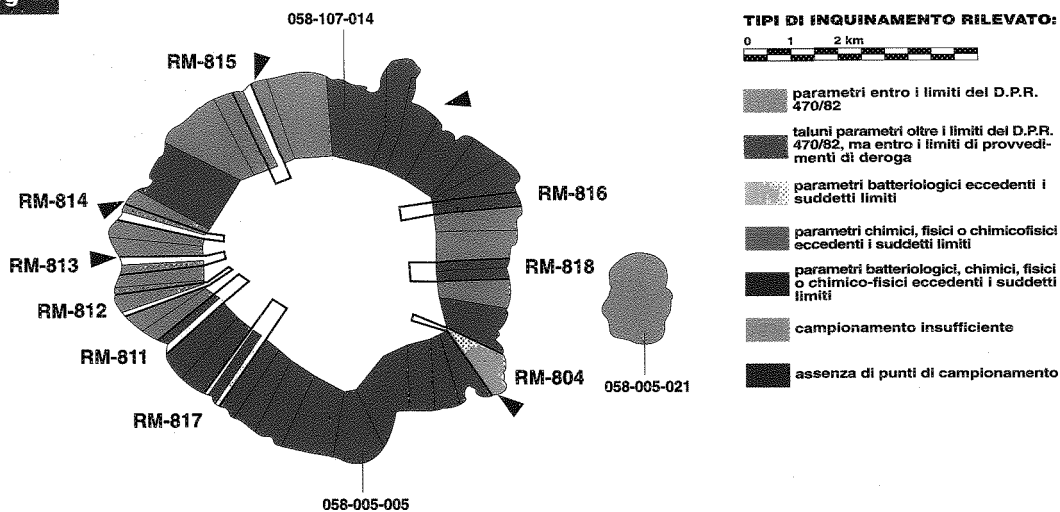 g
058-107-014
RM-815
RM-814
RM-813
RM-812
RM-811
RM-817
RM-816
RM-818
RM-804
058-005-021
058-005-005
TIPI DI INQUINAMENTO RILEVATO:
0 1 2 km
parametri entro i limiti del D.P.R.
470/82
taluni parametri oltre i limiti del D.P.R.
470/82, ma entro i limiti di provvedi-
menti di deroga
parametri batteriologici eccedenti i
suddetti limiti
parametri chimici, fisici o chimicofisici
eccedenti i suddetti limiti
parametri batteriologici, chimici, fisici
o chimico-fisici eccedenti i suddetti
limiti
campionamento insufficiente
assenza di punti di campionamento